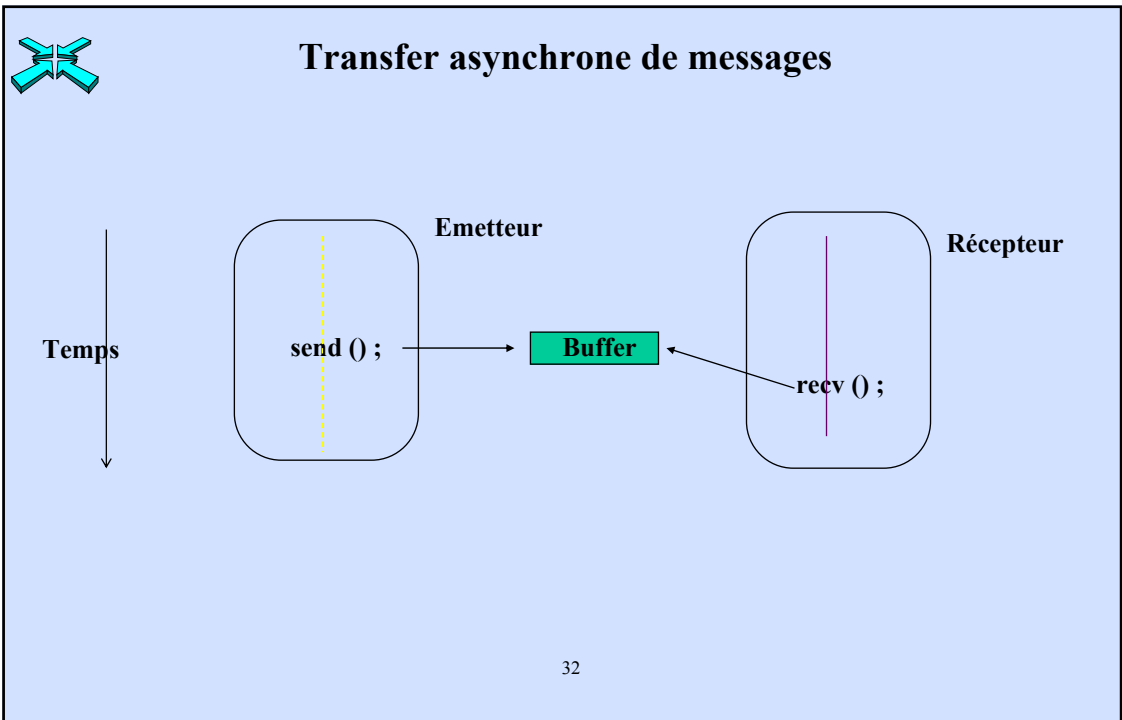 Transfer asynchrone de messages
Emetteur
Récepteur
Temps
send () ;
Buffer
recv () ;
32